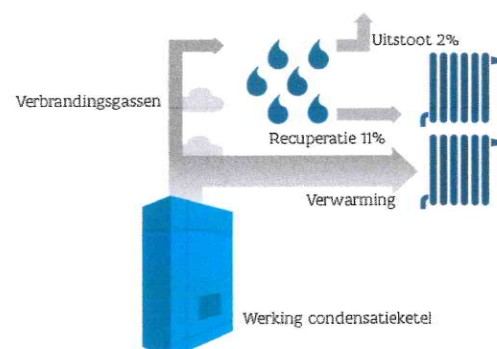 Uitstoot 2%
Verbrandingsgassen
Recuperatie 11%
Verwarming
Werking condensatieketel